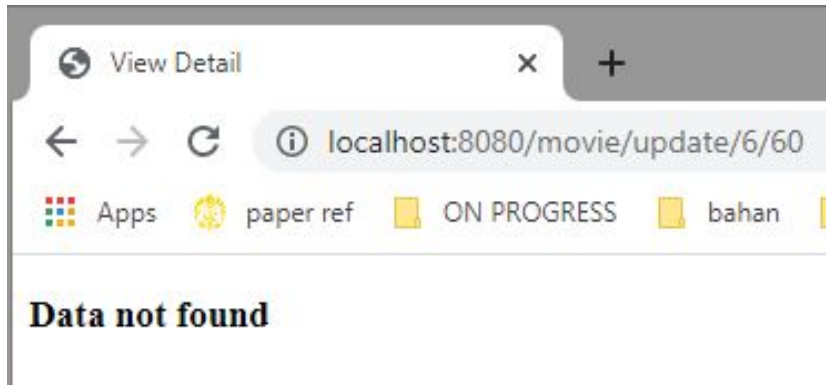 View Detail
localhost:8080/movie/update/6/60
Apps paper ref ON PROGRESS bahan
Data not found